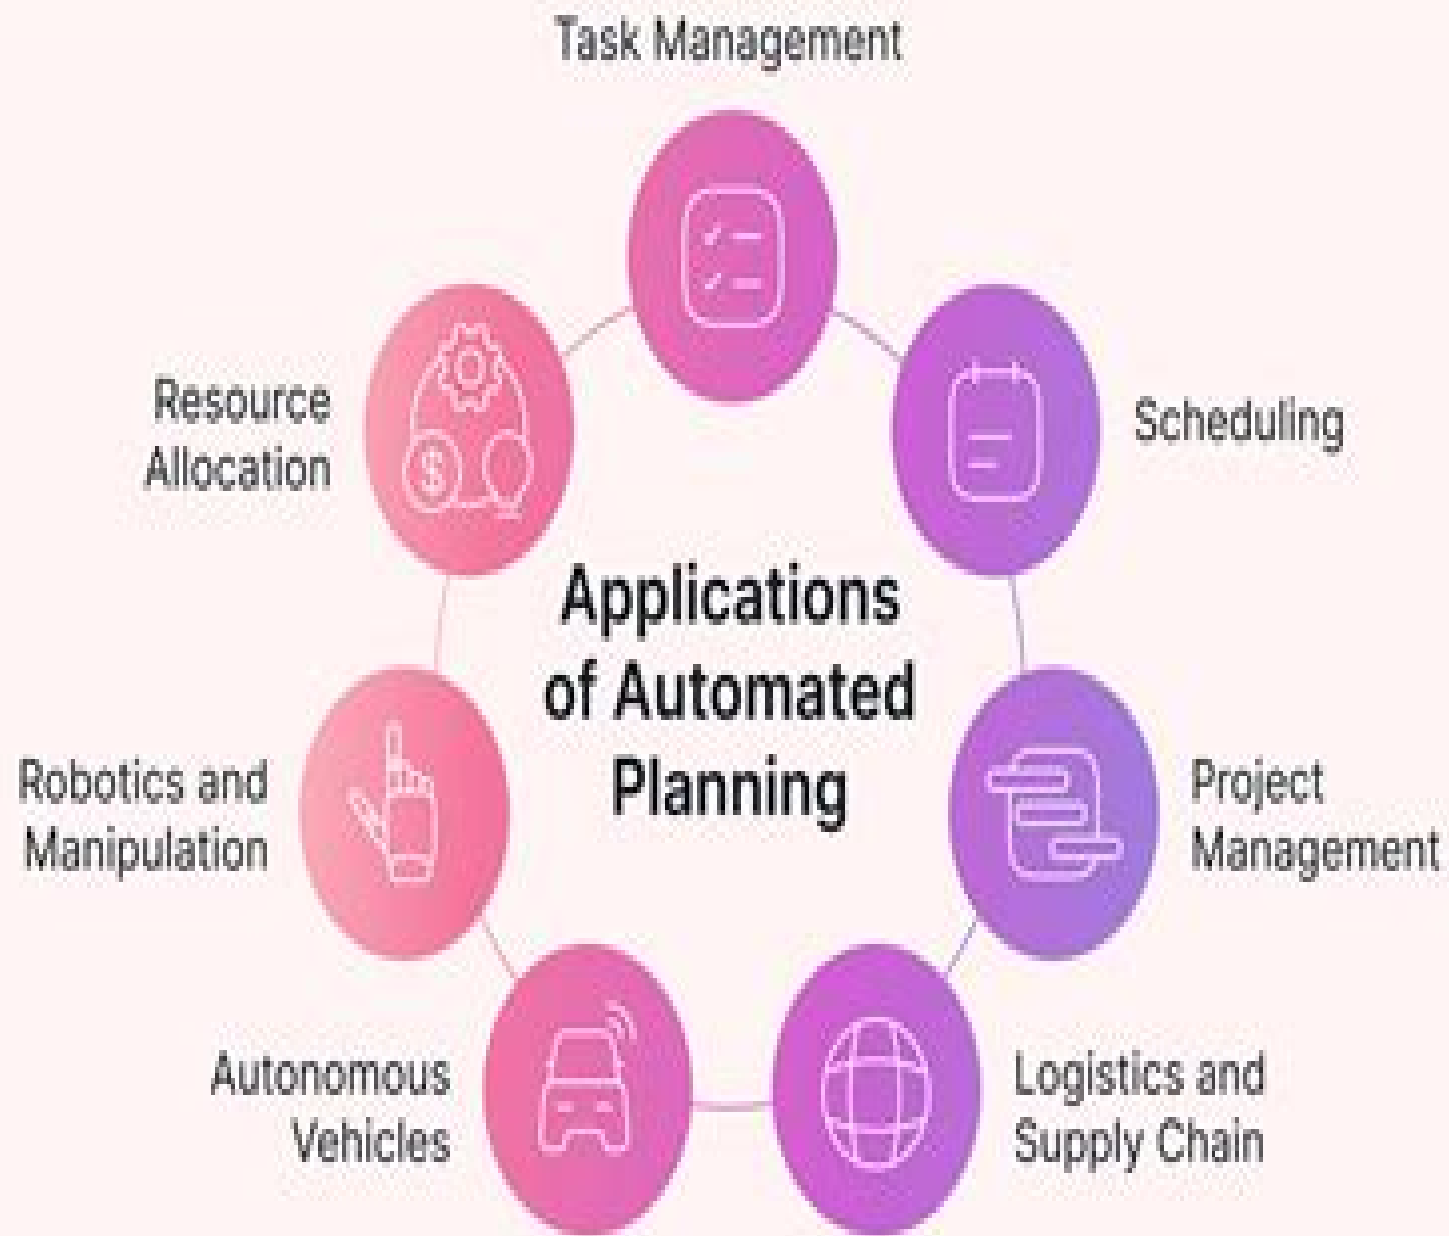 Task Management
Scheduling
Project
Management
Logistics and
Supply Chain
Autonomous
Vehicles
Robotics and
Manipulation
Resource
Allocation
$
Applications
of Automated
Planning